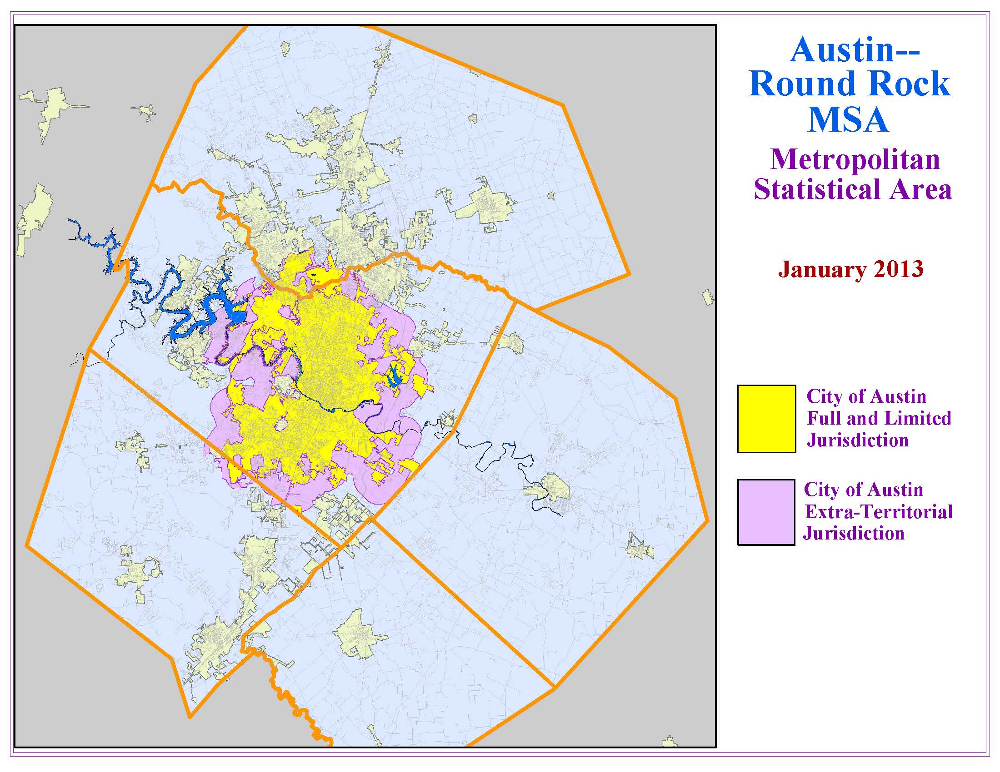 Austin--
Round Rock
MSA
Metropolitan
Statistical Area
January 2013
City of Austin
Full and Limited
Jurisdiction
City of Austin
Extra-Territorial
Jurisdiction